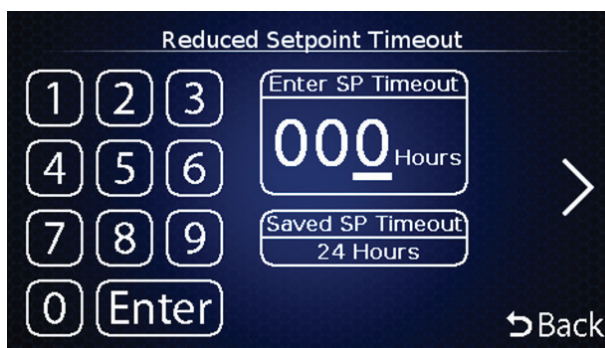 Reduced Setpoint Timeout
1 2 3
4 5 6
7 8 9
0 Enter
Enter SP Timeout
000 Hours
Saved SP Timeout
24 Hours
Back